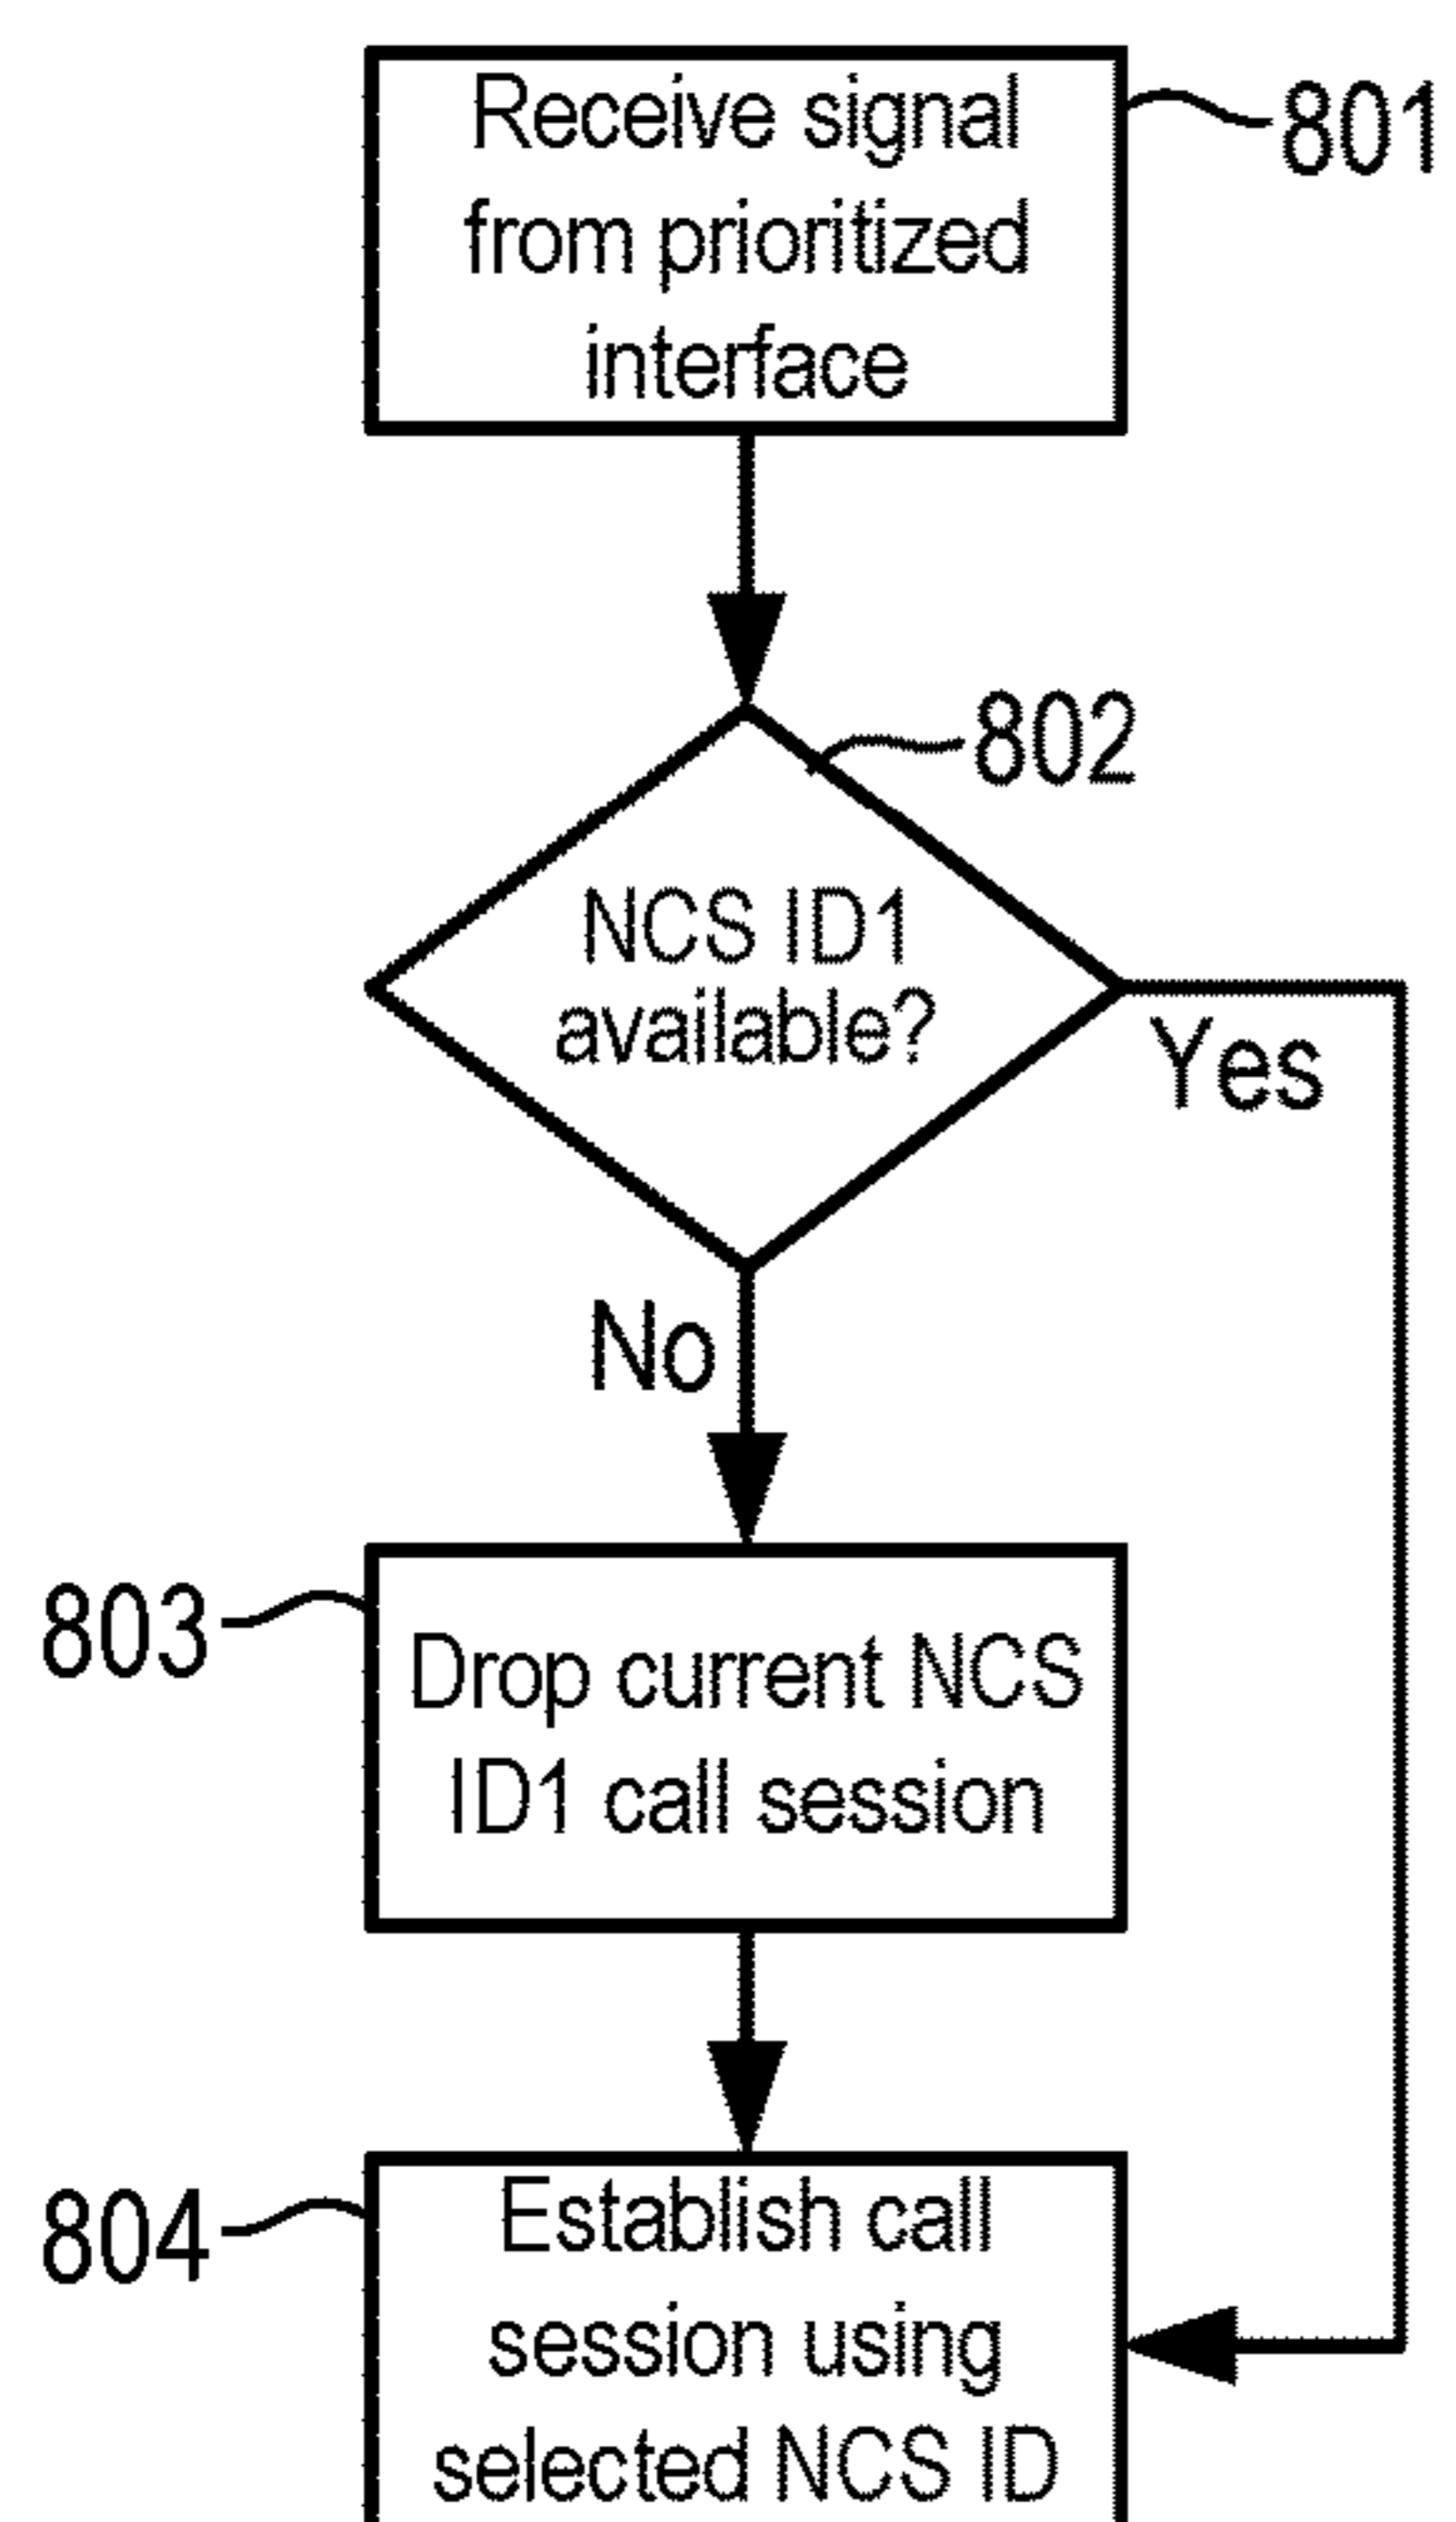 Receive signal
from prioritized
interface
801
802
NCS ID1
available?
Yes
No
803
Drop current NCS
ID1 call session
804
Establish call
session using
selected NCS ID